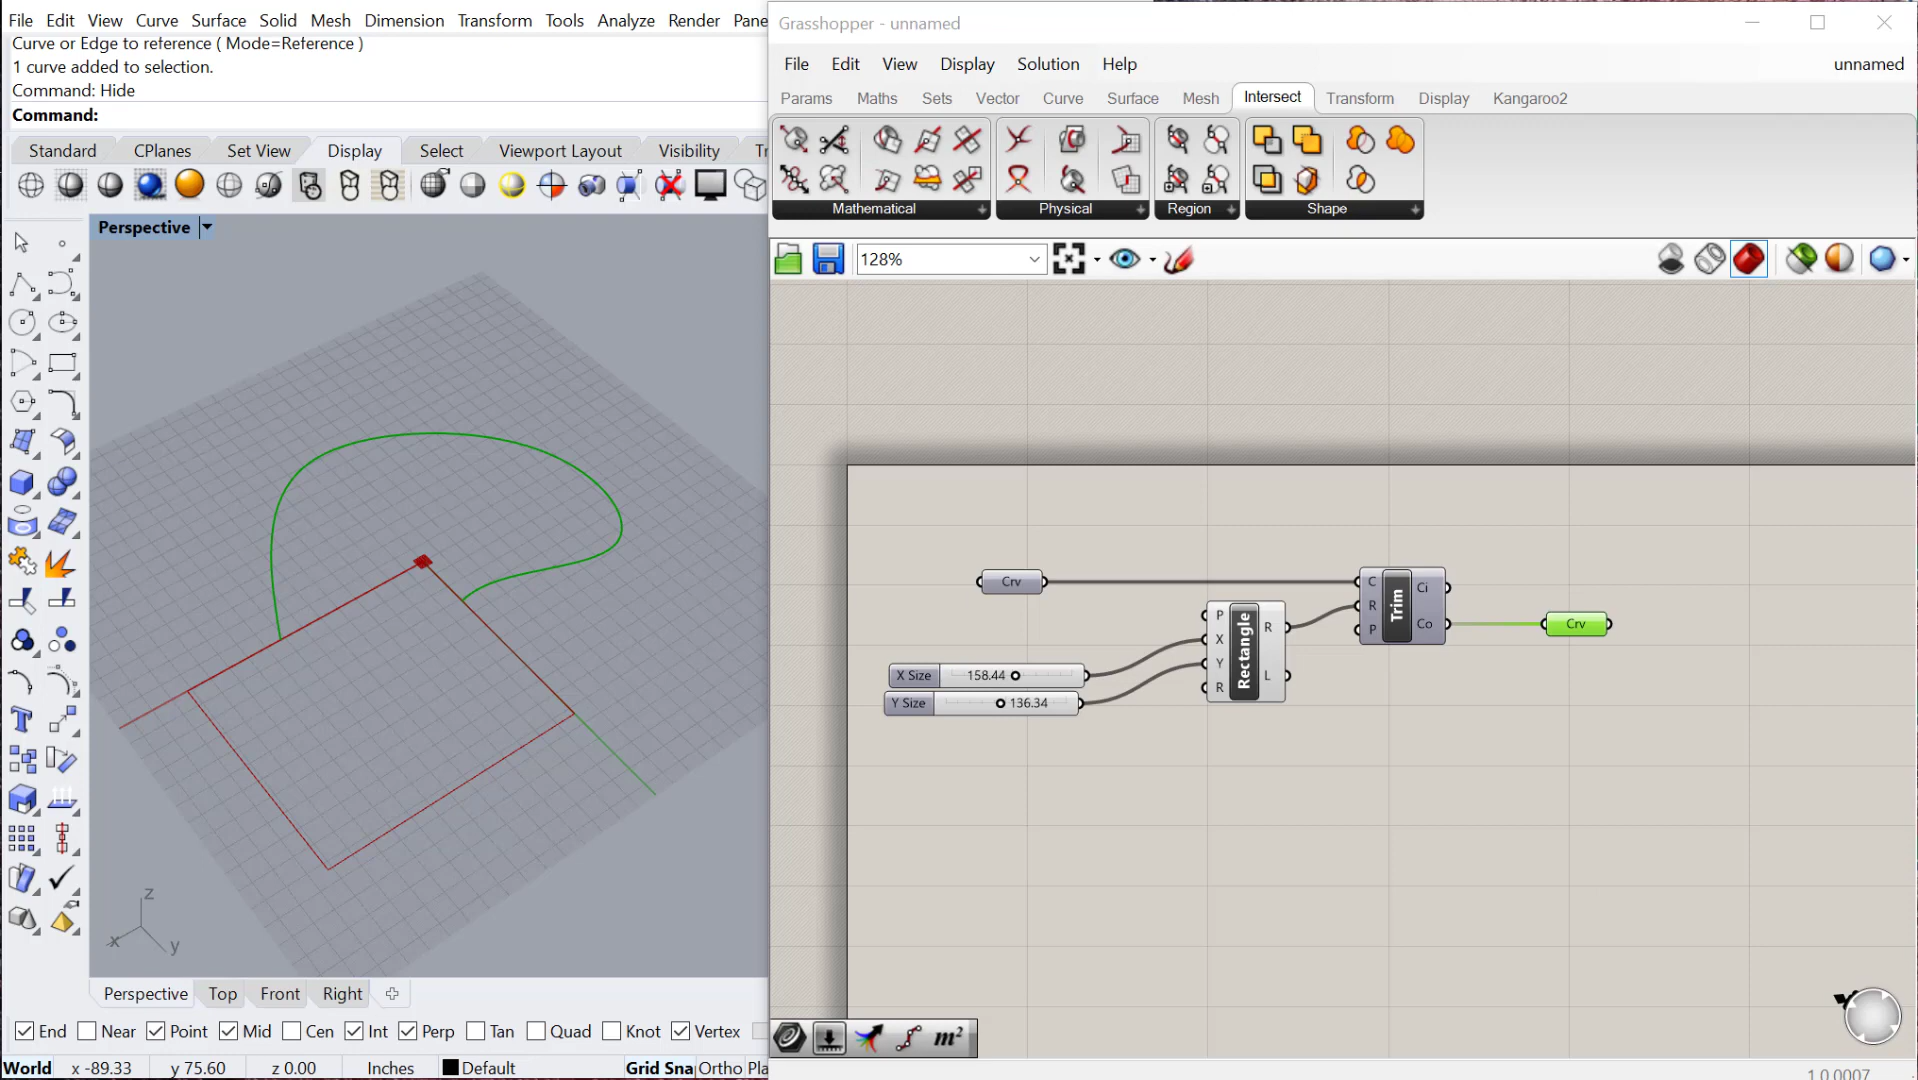 File Edit View Curve Surface Solid Mesh Dimension Transform Tools Analyze Render Pane
Curve or Edge to reference ( Mode=Reference )
1 curve added to selection.
Command: Hide
Command:
Standard CPlanes Set View Display Select Viewport Layout Visibility Tr
Perspective
z
x
y
Perspective Top Front Right
End Near Point Mid Cen Int Perp Tan Quad Knot Vertex
World x -89.33 y 75.60 z 0.00 Inches Default Grid Sna Ortho Pla
Grasshopper - unnamed
File Edit View Display Solution Help unnamed
Params Maths Sets Vector Curve Surface Mesh Intersect Transform Display Kangaroo2
Mathematical Physical Region Shape
128%
Crv
X Size 158.44
Y Size 136.34
P
X
Y
R
Rectangle
R
L
C
R
P
Trim
Ci
Co
Crv
m²
1.0.0007